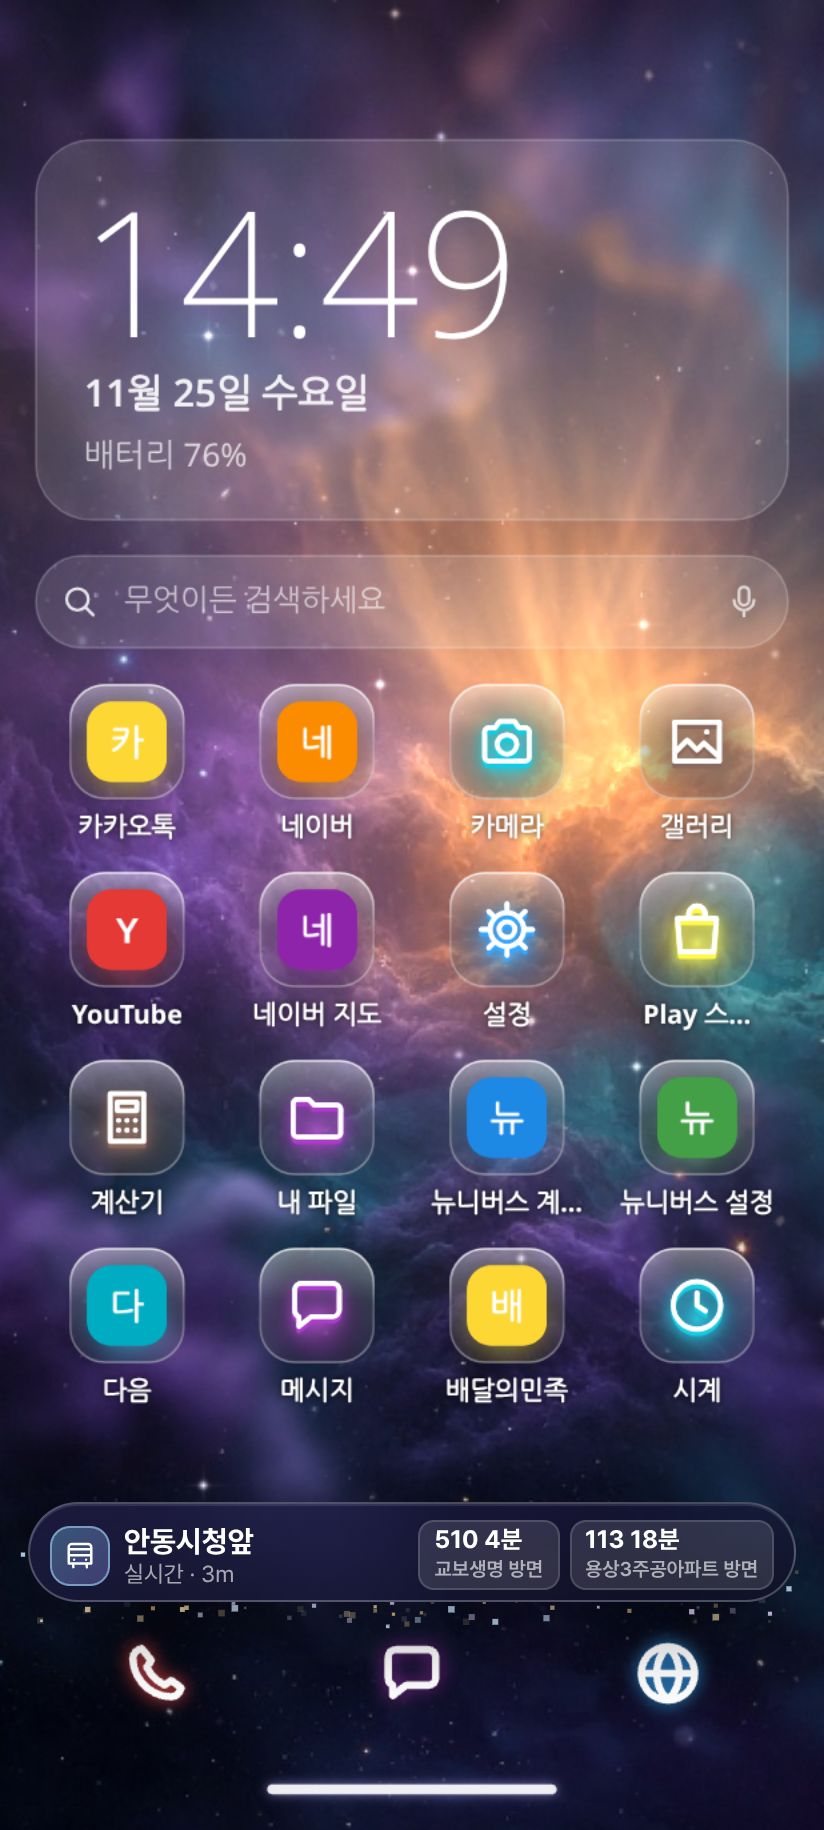 14:49
11월 25일 수요일
배터리 76%
무엇이든 검색하세요
카
네
카카오톡
네이버
카메라
갤러리
Y
네
YouTube
네이버 지도
설정
Play 스...
뉴
뉴
계산기
내 파일
뉴니버스 계...
뉴니버스 설정
다
배
다음
메시지
배달의민족
시계
안동시청앞
실시간 · 3m
510 4분
교보생명 방면
113 18분
용상3주공아파트 방면